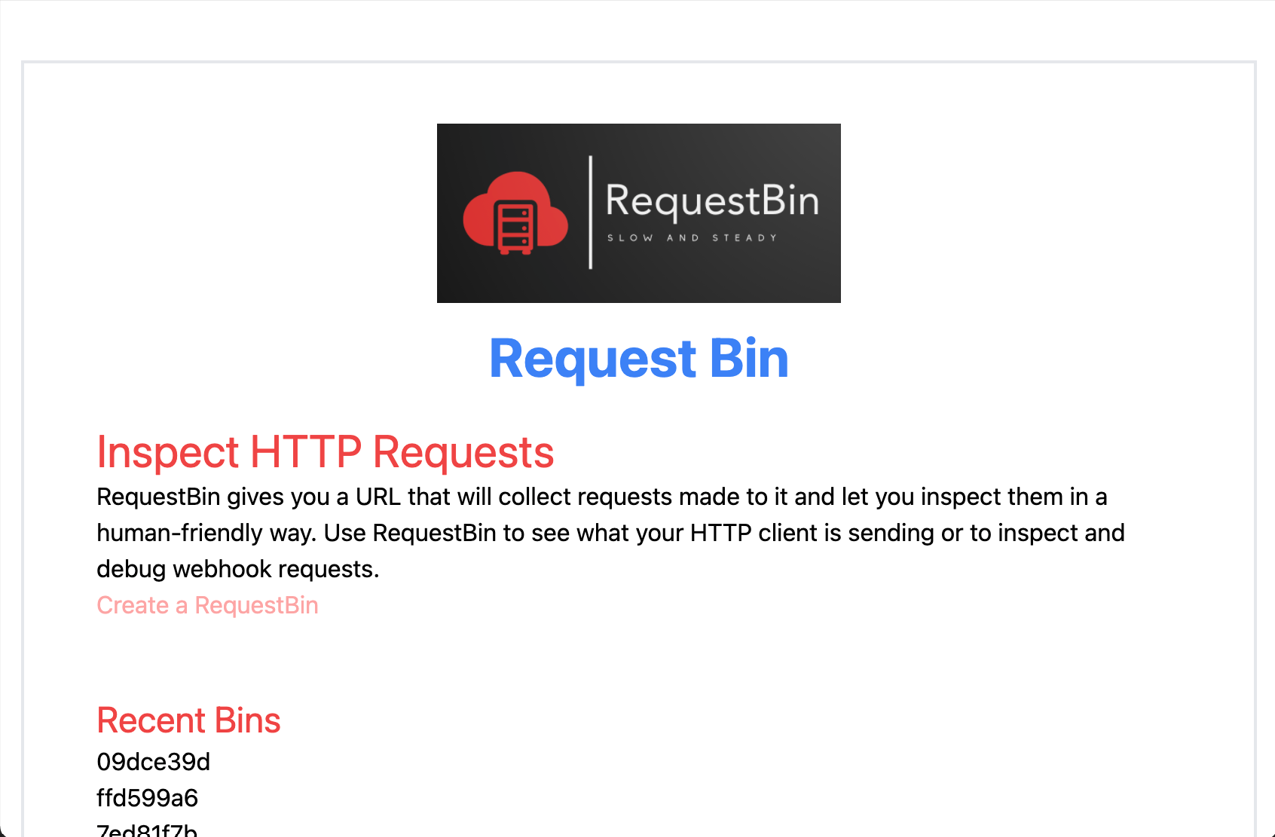 RequestBin
SLOW AND STEADY
Request Bin
Inspect HTTP Requests
RequestBin gives you a URL that will collect requests made to it and let you inspect them in a
human-friendly way. Use RequestBin to see what your HTTP client is sending or to inspect and
debug webhook requests.
Create a RequestBin
Recent Bins
09dce39d
ffd599a6
7ed81f7b